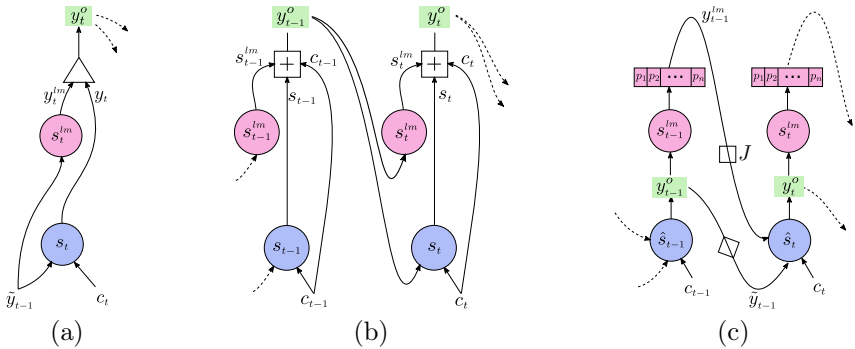 y_t^o
y_t^{lm}
y_t
s_t^{lm}
s_t
ỹ_{t-1}
c_t
(a)
y_{t-1}^o
y_t^o
s_{t-1}^{lm}
+
c_{t-1}
s_t^{lm}
+
c_t
s_{t-1}
s_t
s_{t-1}^{lm}
s_t^{lm}
s_{t-1}
s_t
c_{t-1}
c_t
(b)
y_{t-1}^{lm}
p_1 p_2 ••• p_n
p_1 p_2 ••• p_n
s_{t-1}^{lm}
s_t^{lm}
J
y_{t-1}^o
y_t^o
ŝ_{t-1}
ŝ_t
c_{t-1}
ỹ_{t-1}
c_t
(c)